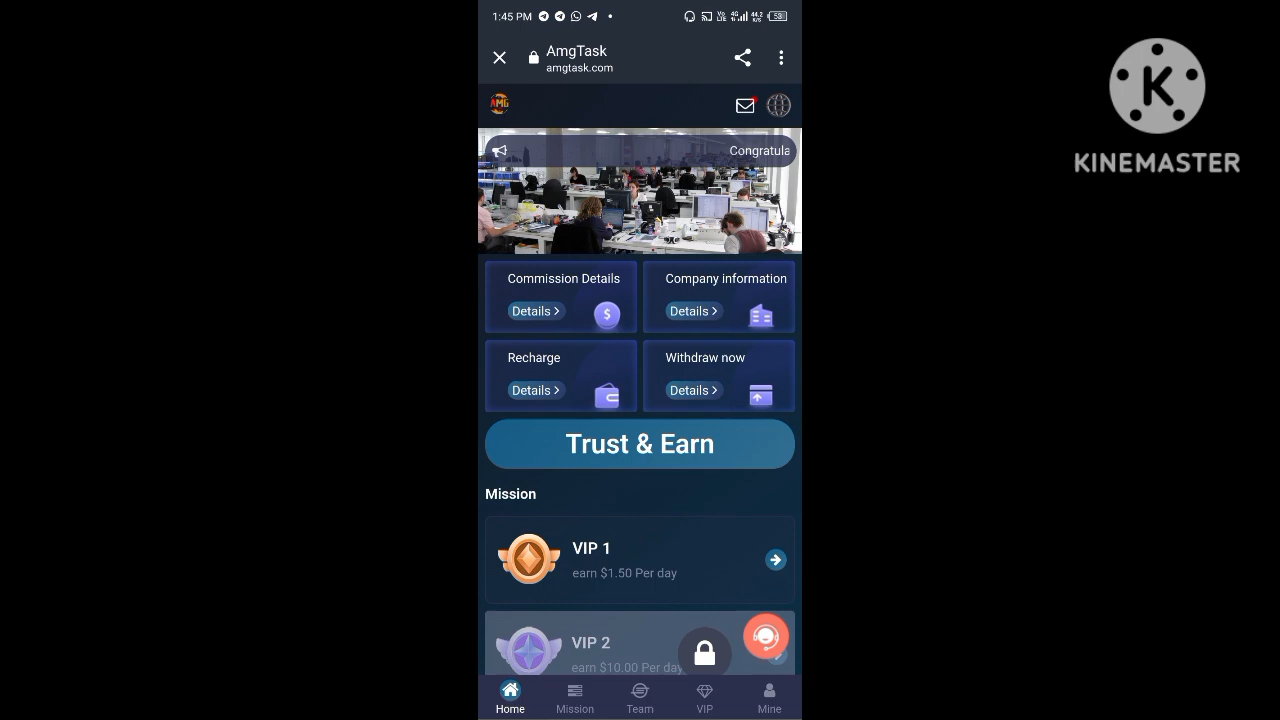 1:45 PM
58
AmgTask
amgtask.com
AMG
Congratula
Commission Details
Company information
Details >
Details >
Recharge
Withdraw now
Details >
Details >
Trust & Earn
Mission
VIP 1
earn $1.50 Per day
VIP 2
earn $10.00 Per day
Home
Mission
Team
VIP
Mine
K
KINEMASTER